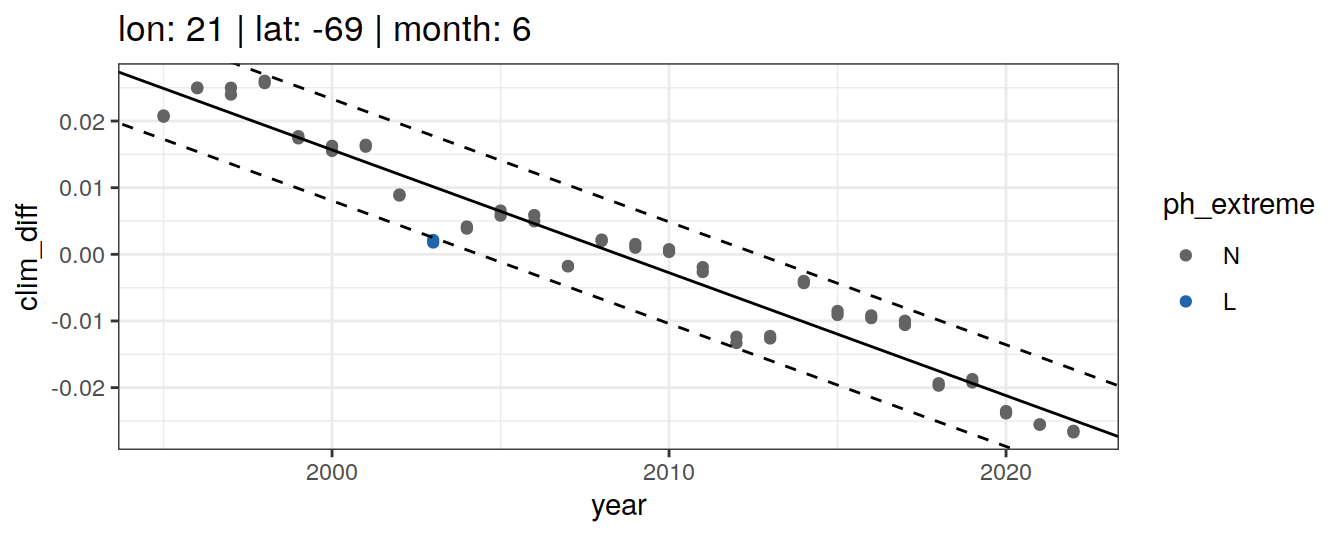 lon: 21 | lat: -69 | month: 6
0.02
0.01
0.00
-0.01
-0.02
clim_diff
2000
2010
2020
year
ph_extreme
N
L